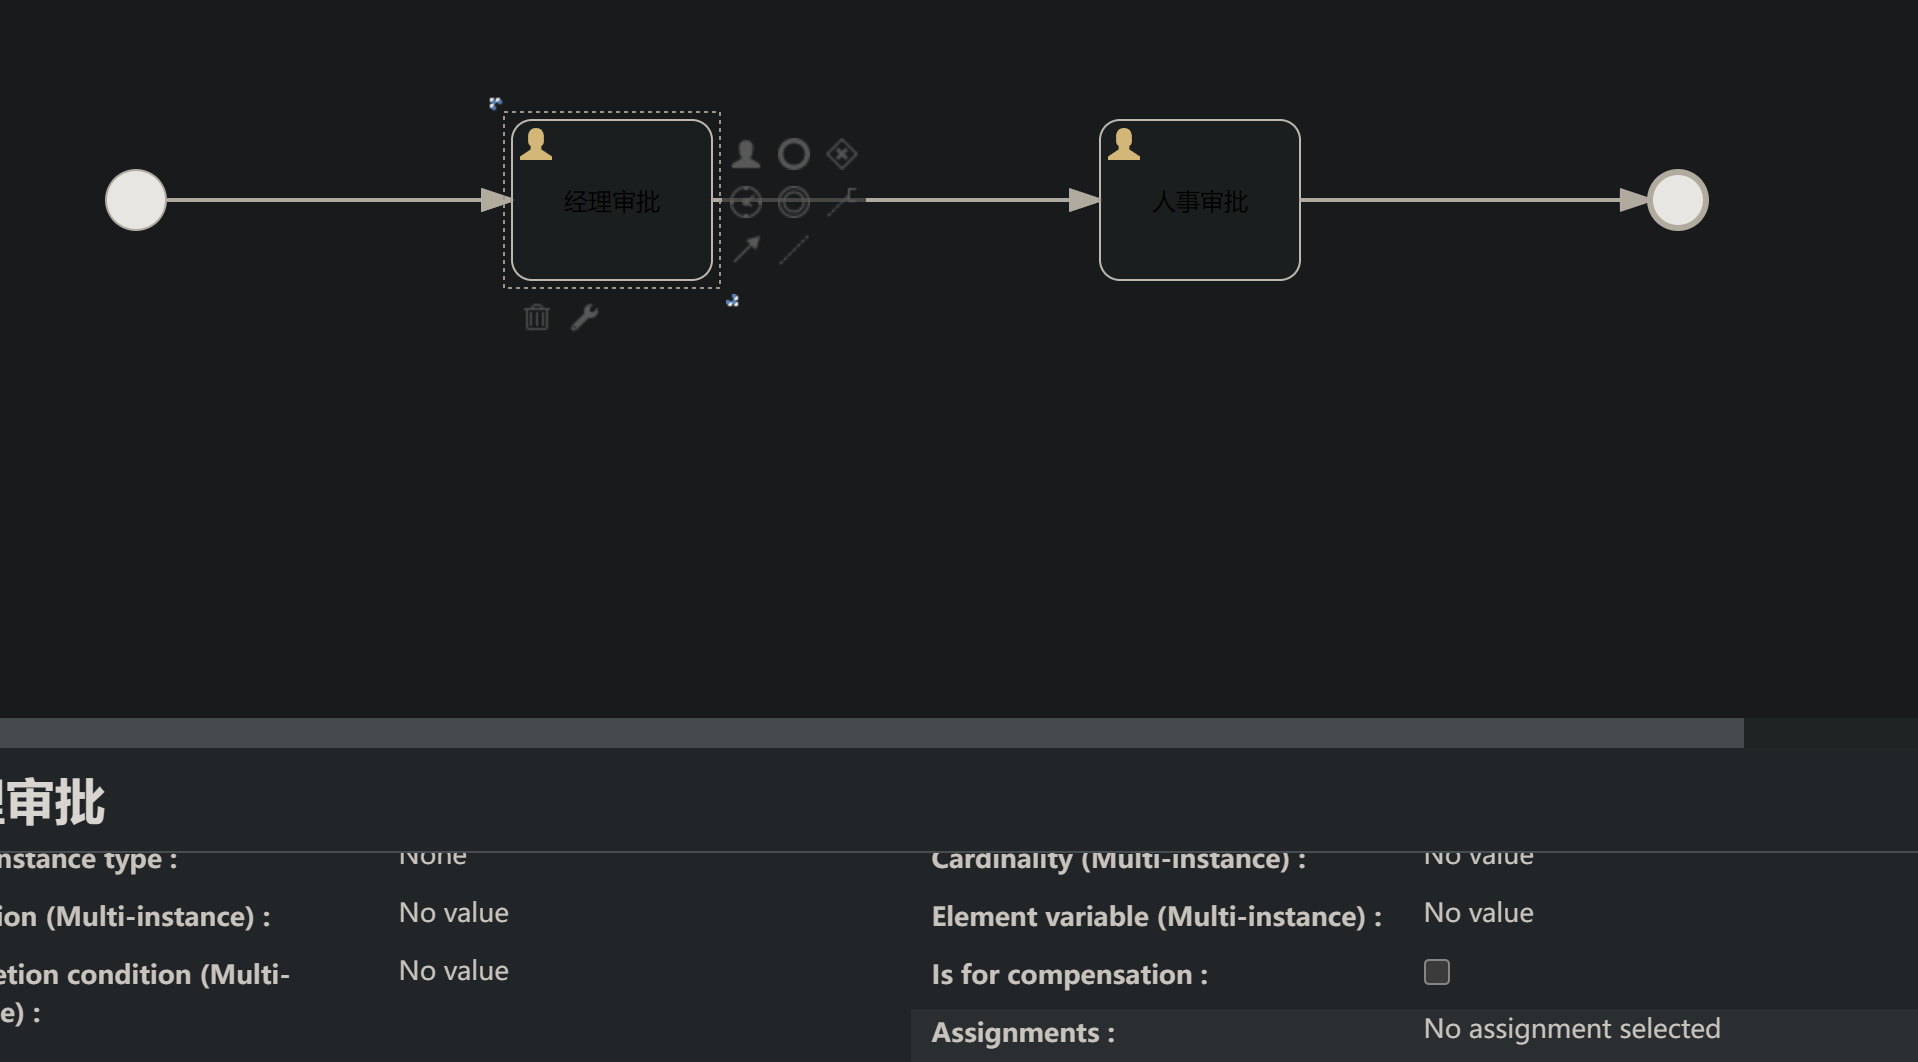 经理审批
人事审批
理审批
nstance type :
None
Cardinality (Multi-instance) :
No value
ion (Multi-instance) :
No value
Element variable (Multi-instance) :
No value
etion condition (Multi-
e) :
No value
Is for compensation :
Assignments :
No assignment selected